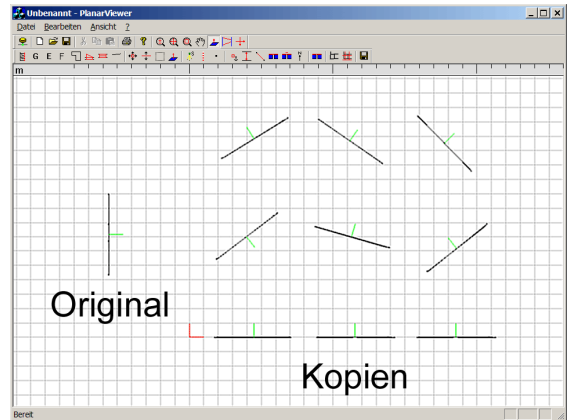 Unbenannt - PlanarViewer
Datei Bearbeiten Ansicht ?
G E F
m
Original
Kopien
Bereit